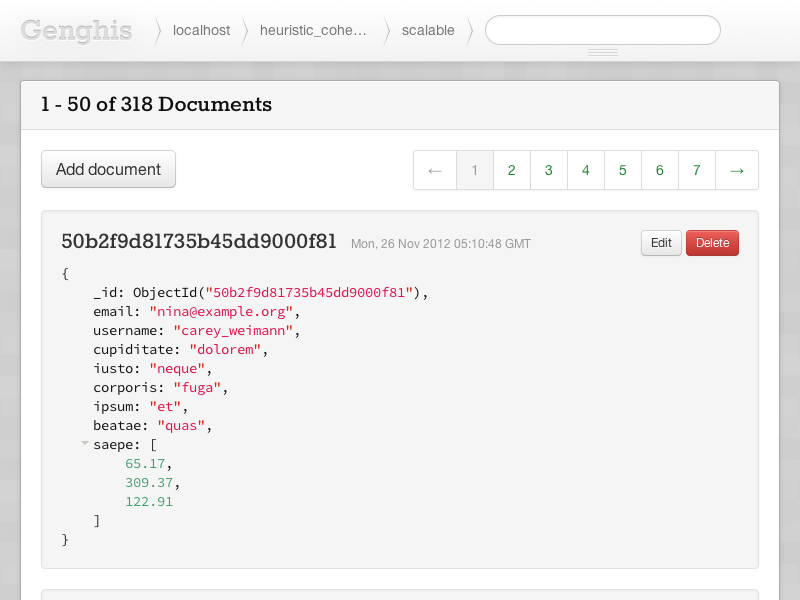 Genghis localhost heuristic_cohe... scalable
1 - 50 of 318 Documents
Add document ← 1 2 3 4 5 6 7 →
50b2f9d81735b45dd9000f81 Mon, 26 Nov 2012 05:10:48 GMT Edit Delete
{
_id: ObjectId("50b2f9d81735b45dd9000f81"),
email: "nina@example.org",
username: "carey_weimann",
cupiditate: "dolorem",
iusto: "neque",
corporis: "fuga",
ipsum: "et",
beatae: "quas",
saepe: [
65.17,
309.37,
122.91
]
}